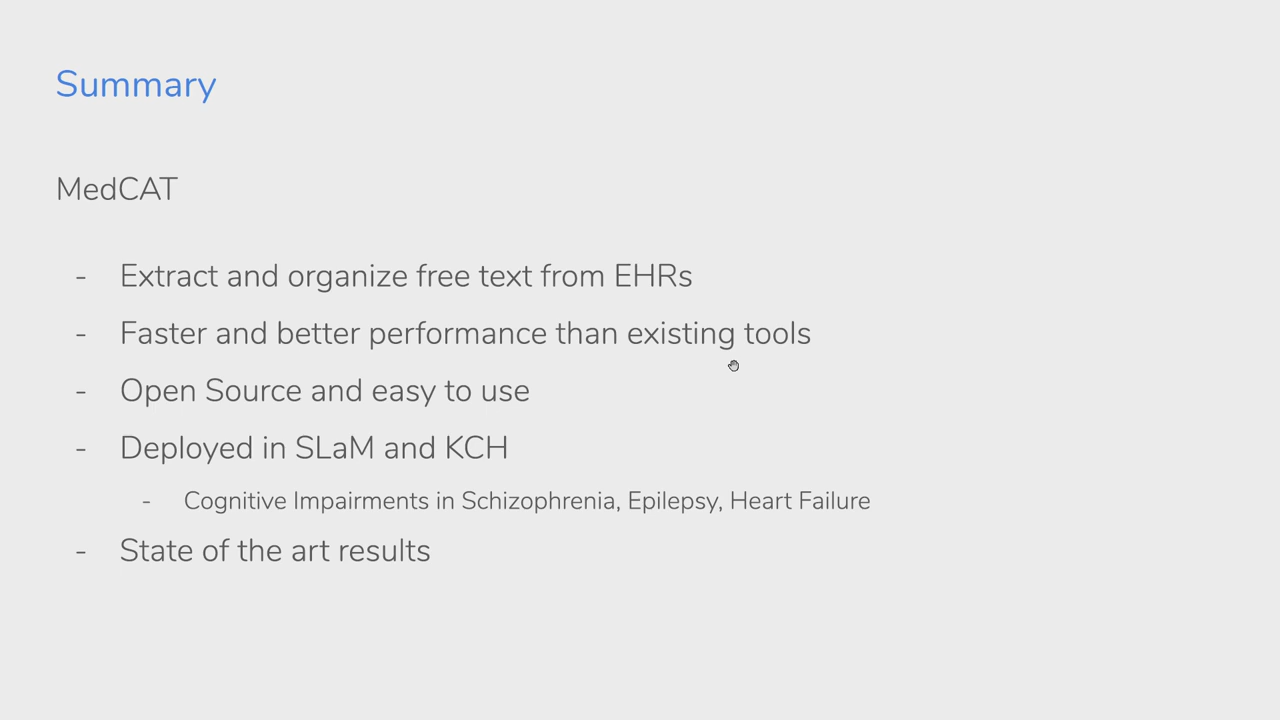 Summary
MedCAT
- Extract and organize free text from EHRs
- Faster and better performance than existing tools
- Open Source and easy to use
- Deployed in SLaM and KCH
- Cognitive Impairments in Schizophrenia, Epilepsy, Heart Failure
- State of the art results